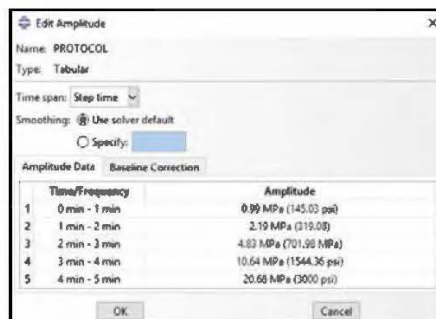 Edit Amplitude
Name: PROTOCOL
Type: Tabular
Time span: Step time
Smoothing: Use solver default
Specify:
Amplitude Data Baseline Correction
Time/Frequency Amplitude
1 0 min - 1 min 0.99 MPa (145.03 psi)
2 1 min - 2 min 2.19 MPa (319.08)
3 2 min - 3 min 4.83 MPa (701.98 MPa)
4 3 min - 4 min 10.64 MPa (1544.36 psi)
5 4 min - 5 min 20.68 MPa (3000 psi)
OK Cancel